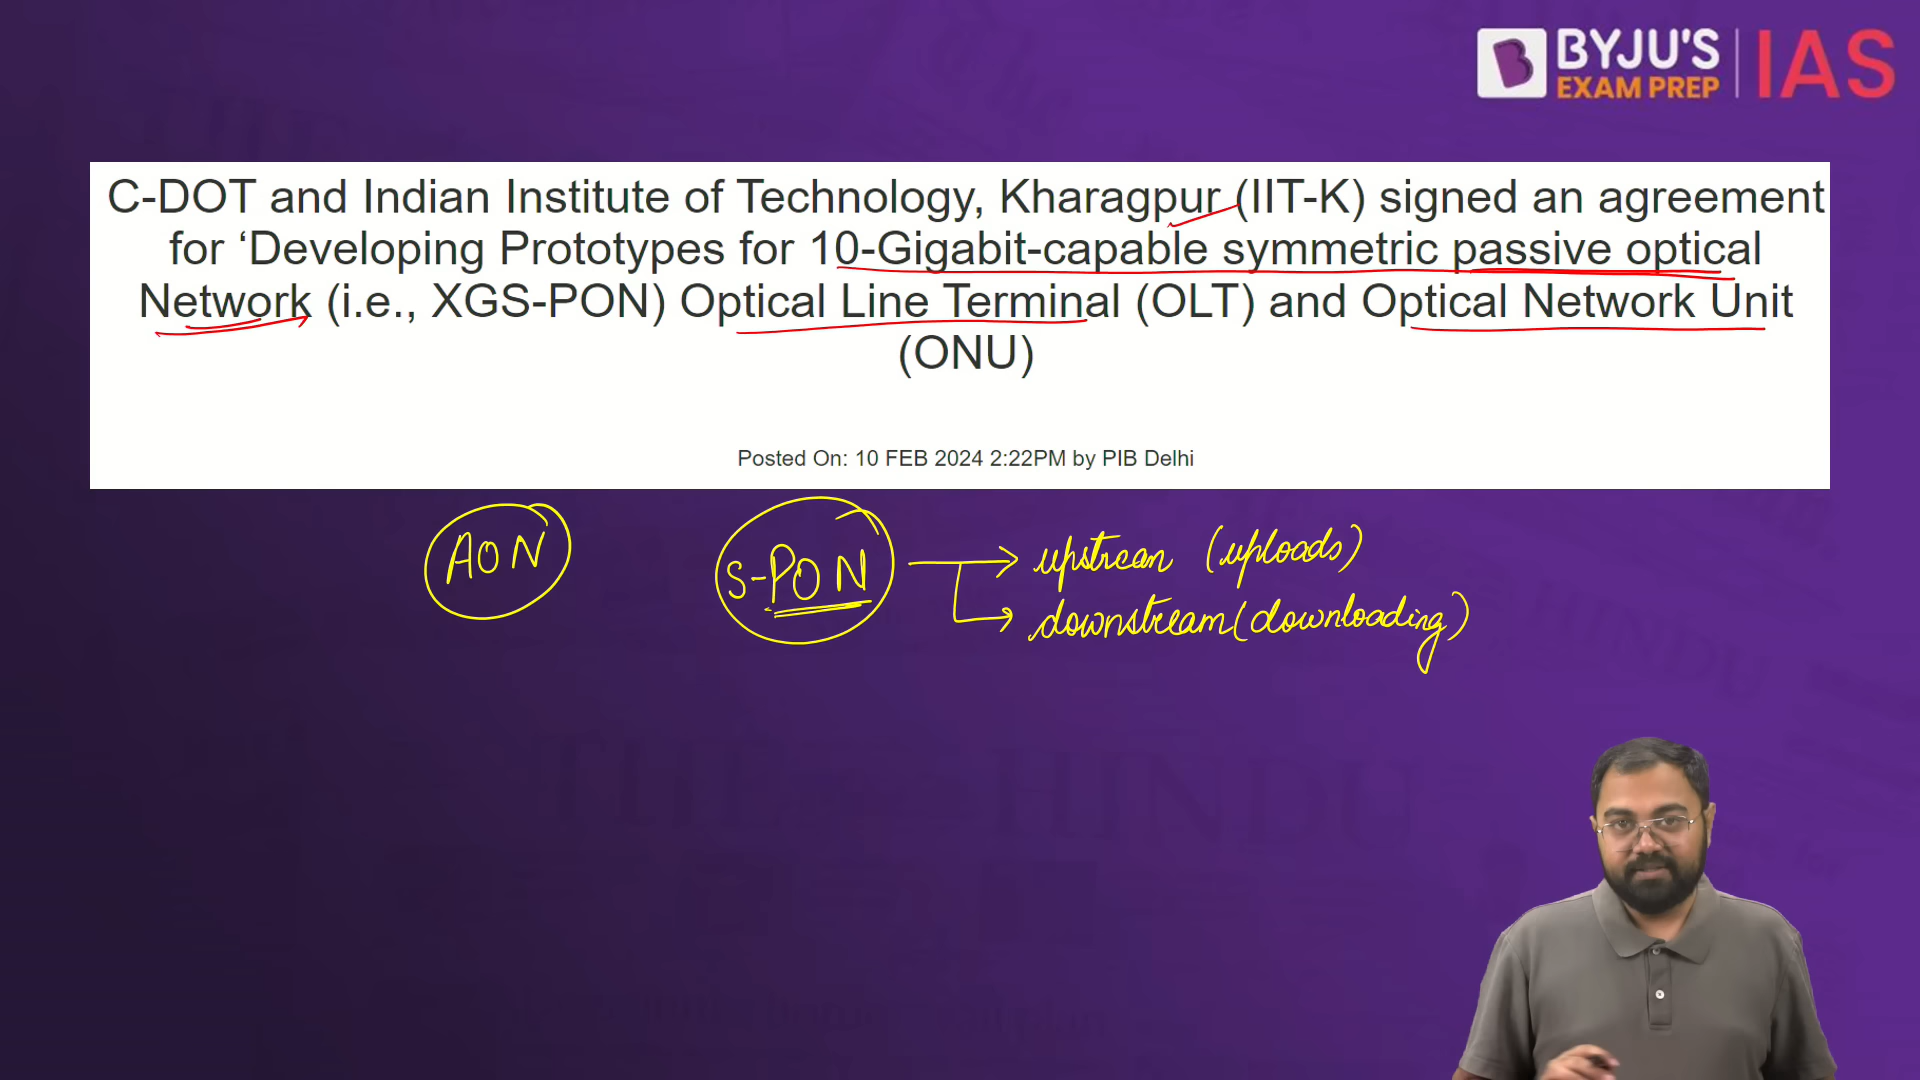 BYJU'S
EXAM PREP
IAS
C-DOT and Indian Institute of Technology, Kharagpur (IIT-K) signed an agreement
for ‘Developing Prototypes for 10-Gigabit-capable symmetric passive optical
Network (i.e., XGS-PON) Optical Line Terminal (OLT) and Optical Network Unit
(ONU)
Posted On: 10 FEB 2024 2:22PM by PIB Delhi
AON
S-PON
upstream (uploads)
downstream (downloading)
THE HINDU